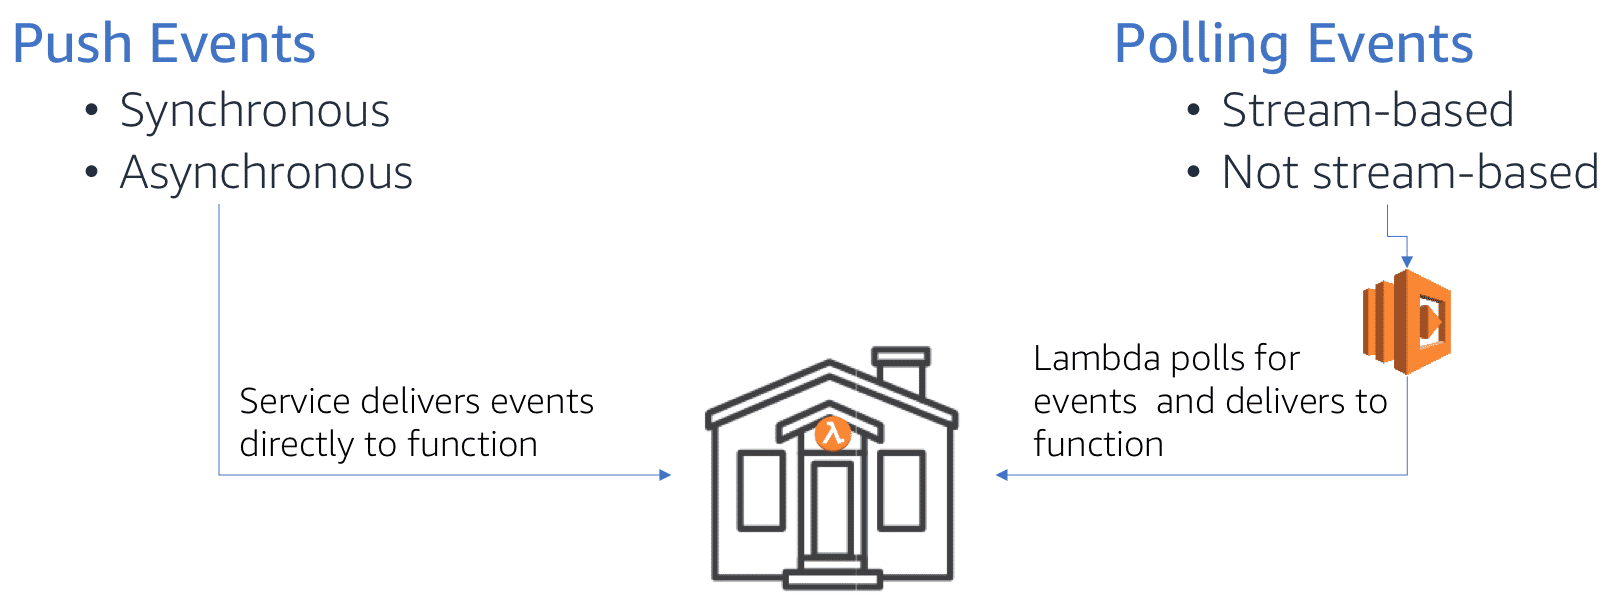 Push Events
• Synchronous
• Asynchronous
Polling Events
• Stream-based
• Not stream-based
Service delivers events
directly to function
Lambda polls for
events and delivers to
function
λ